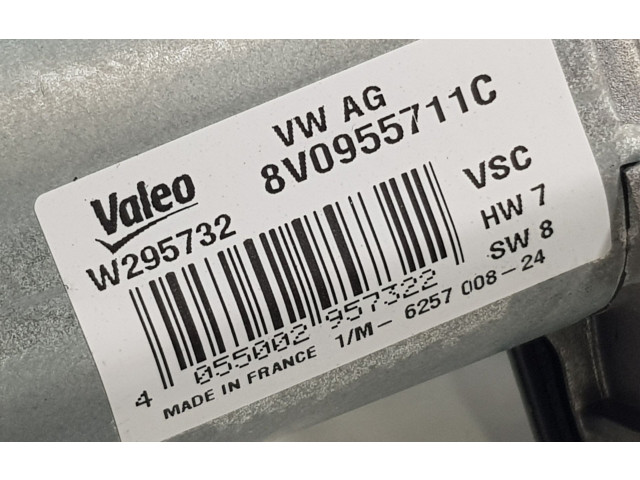 VW AG
8V0955711C
Valeo
W295732
VSC
HW 7
SW 8
4 055002 957322
1/M- 6257 008-24
MADE IN FRANCE